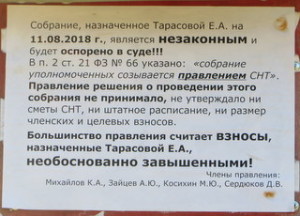 Собрание, назначенное Тарасовой Е.А. на
11.08.2018 г., является незаконным и
будет оспорено в суде!!!
В п. 2 ст. 21 ФЗ № 66 указано: «собрание
уполномоченных созывается правлением СНТ».
Правление решения о проведении этого
собрания не принимало, не утверждало ни
сметы СНТ, ни штатное расписание, ни размер
членских и целевых взносов.
Большинство правления считает ВЗНОСЫ,
назначенные Тарасовой Е.А.,
необоснованно завышенными!
Члены правления:
Михайлов К.А., Зайцев А.Ю., Косихин М.Ю., Сердюков Д.В.